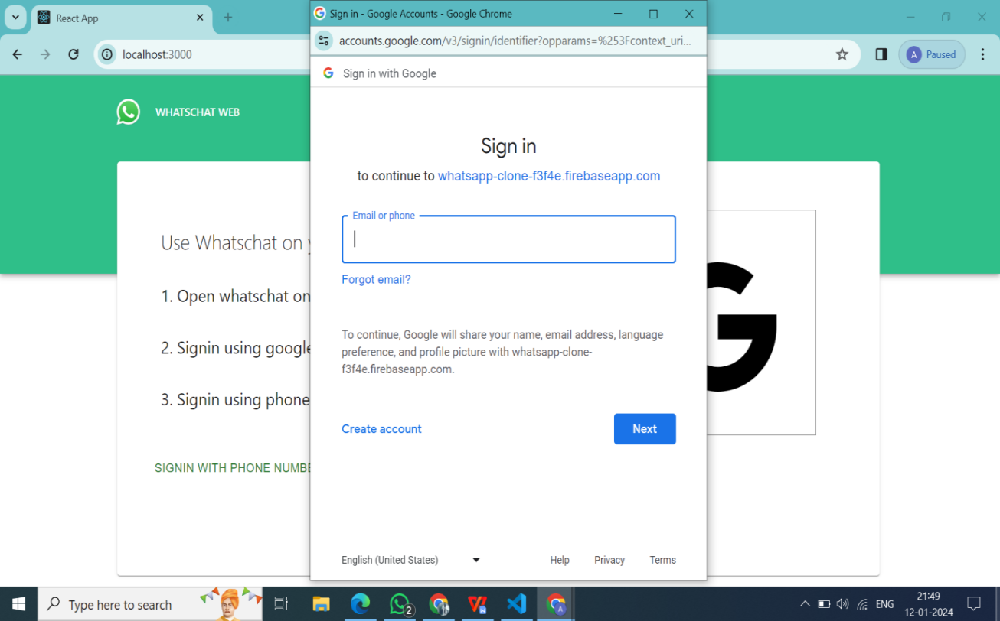 React App
Sign in - Google Accounts - Google Chrome
accounts.google.com/v3/signin/identifier?opparams=%253Fcontext_uri...
localhost:3000
A Paused
Sign in with Google
WHATSCHAT WEB
Sign in
to continue to whatsapp-clone-f3f4e.firebaseapp.com
Email or phone
Forgot email?
Use Whatschat on
1. Open whatschat on
2. Signin using google
3. Signin using phone
SIGNIN WITH PHONE NUMBE
To continue, Google will share your name, email address, language
preference, and profile picture with whatsapp-clone-
f3f4e.firebaseapp.com.
Create account
Next
English (United States)
Help
Privacy
Terms
Type here to search
2
ENG
21:49
12-01-2024